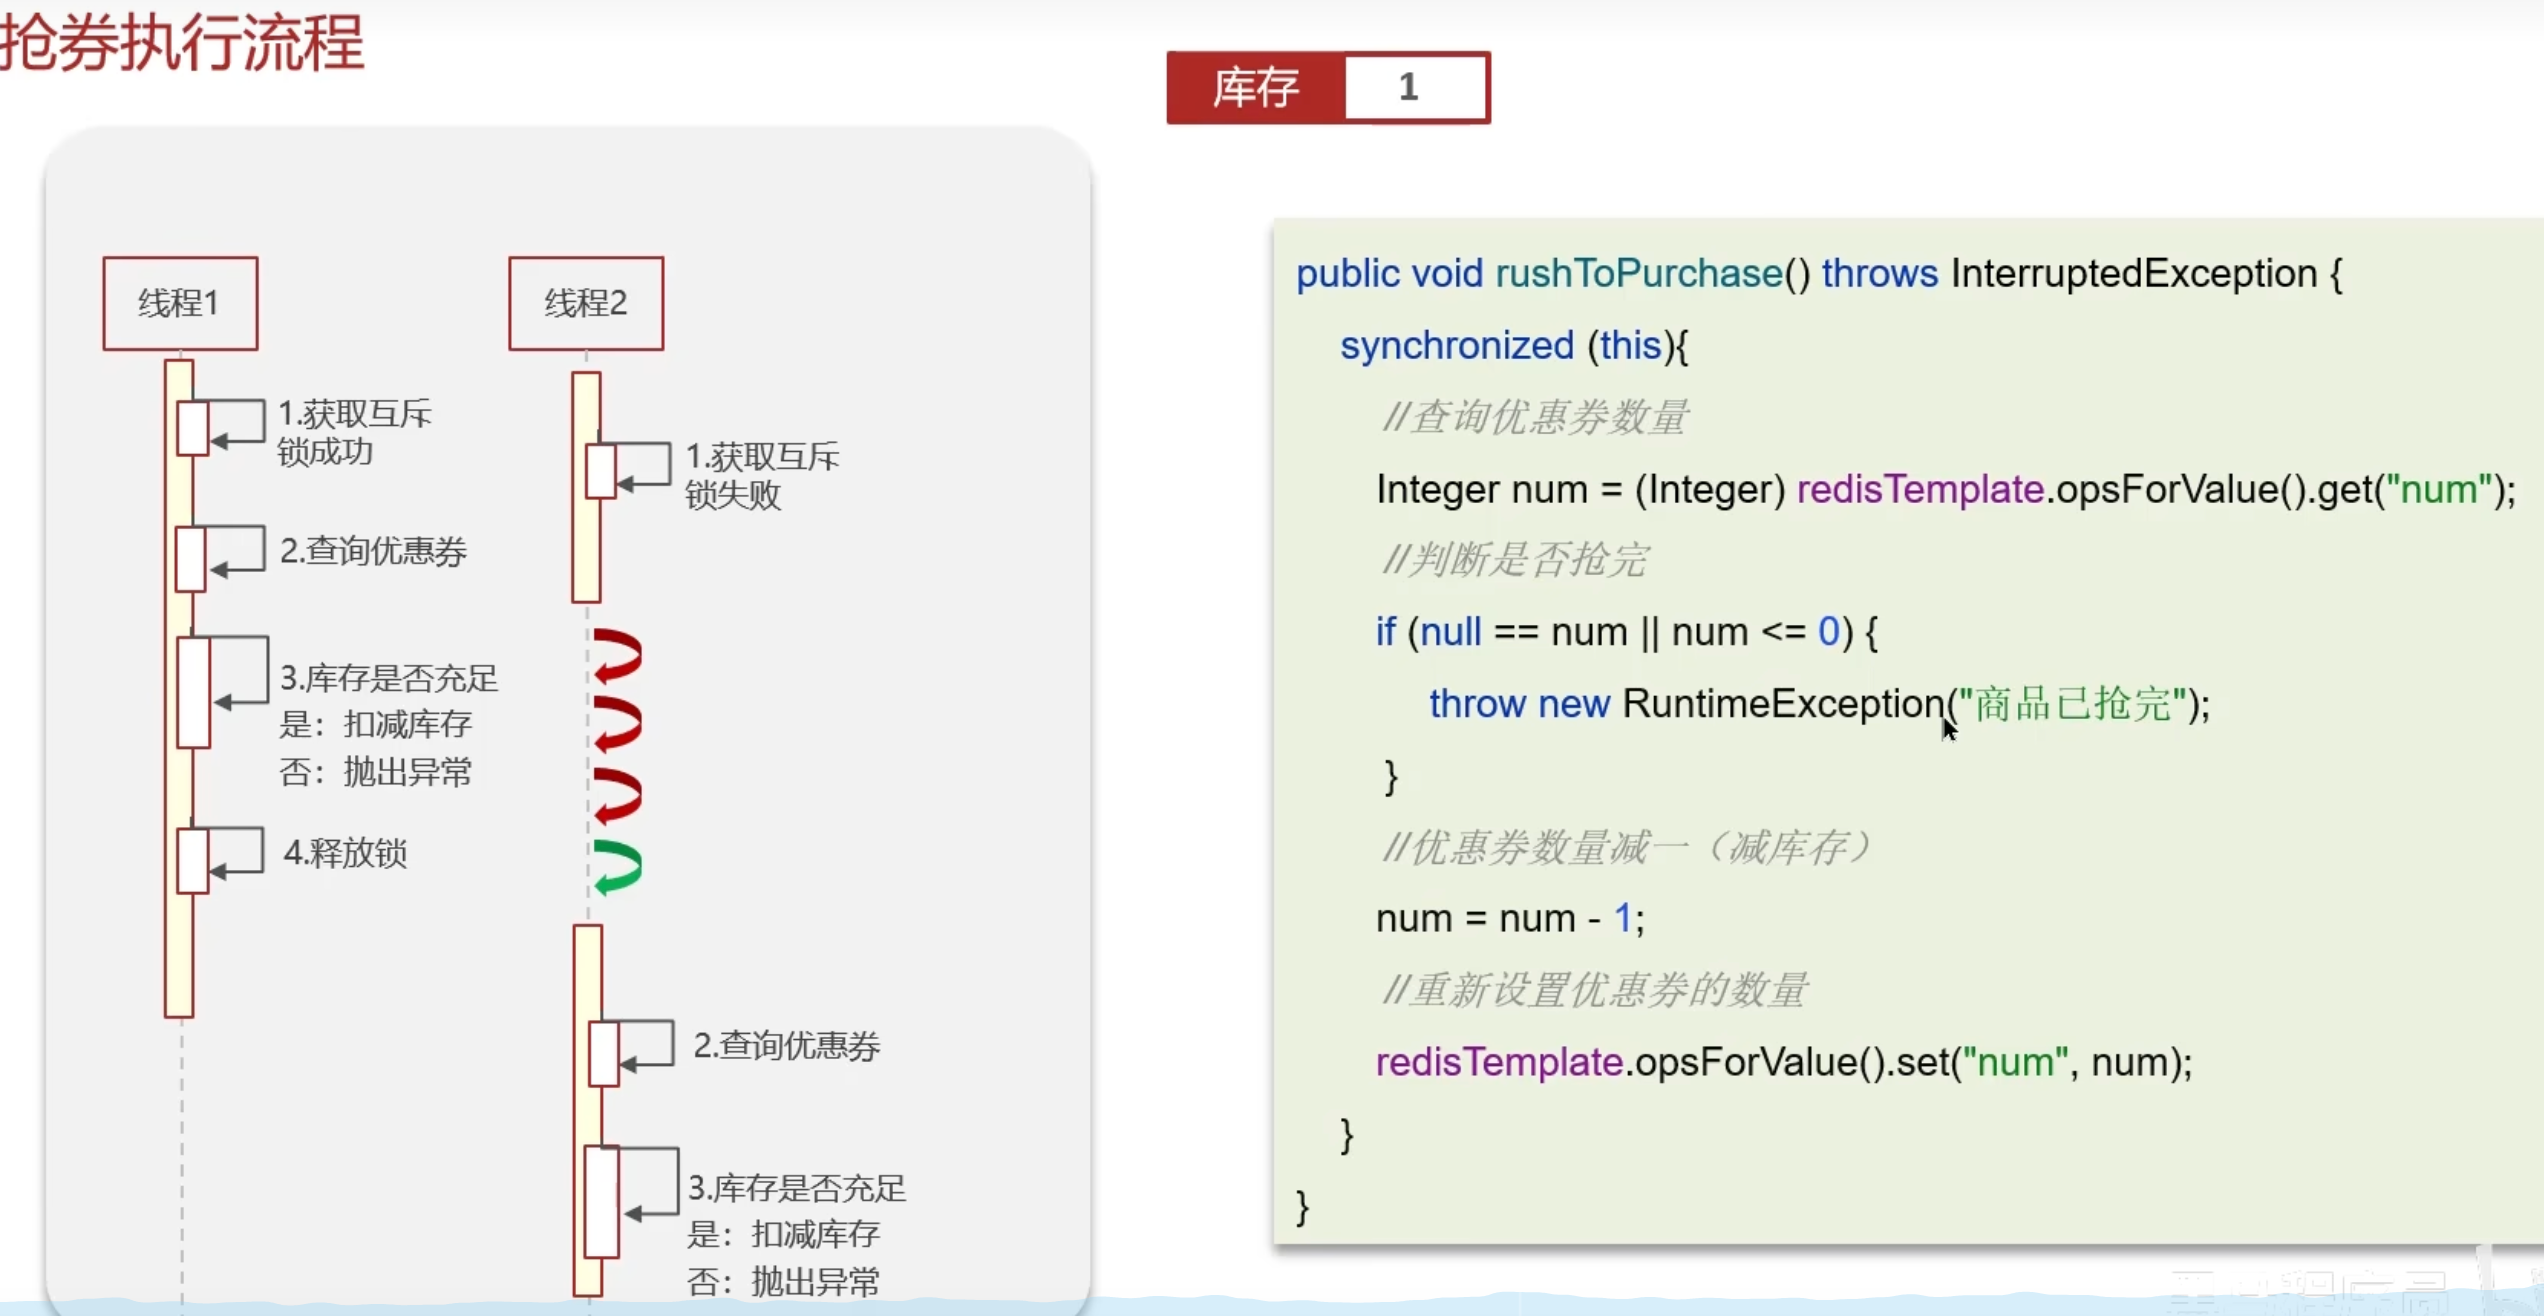 抢券执行流程
库存 1
线程1
线程2
1.获取互斥
锁成功
1.获取互斥
锁失败
2.查询优惠券
3.库存是否充足
是：扣减库存
否：抛出异常
4.释放锁
2.查询优惠券
3.库存是否充足
是：扣减库存
否：抛出异常
public void rushToPurchase() throws InterruptedException {
synchronized (this){
//查询优惠券数量
Integer num = (Integer) redisTemplate.opsForValue().get("num");
//判断是否抢完
if (null == num || num <= 0) {
throw new RuntimeException("商品已抢完");
}
//优惠券数量减一（减库存）
num = num - 1;
//重新设置优惠券的数量
redisTemplate.opsForValue().set("num", num);
}
}